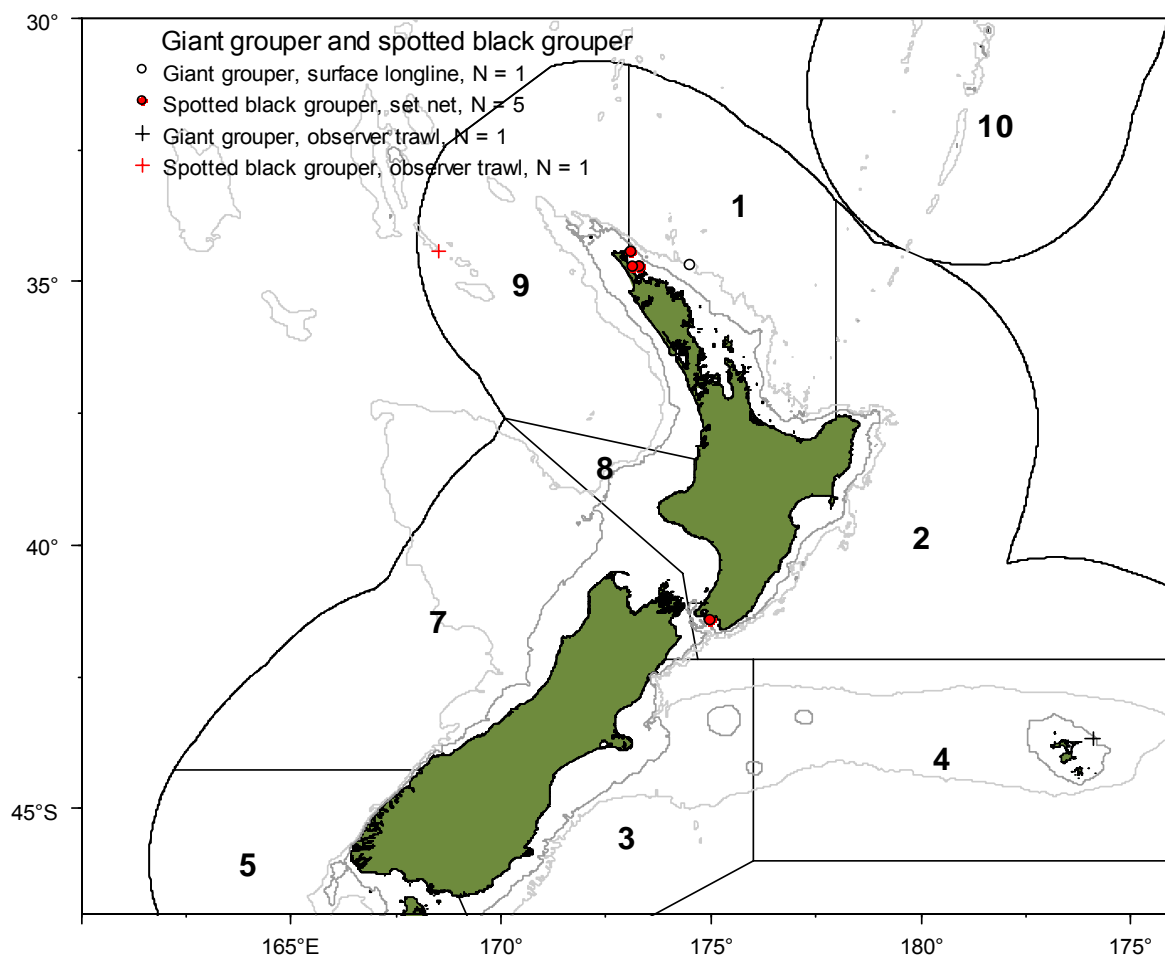 30°
Giant grouper and spotted black grouper
Giant grouper, surface longline, N = 1
Spotted black grouper, set net, N = 5
Giant grouper, observer trawl, N = 1
Spotted black grouper, observer trawl, N = 1
10
1
35°
9
8
40°
2
7
4
45°S
3
5
165°E 170° 175° 180° 175°